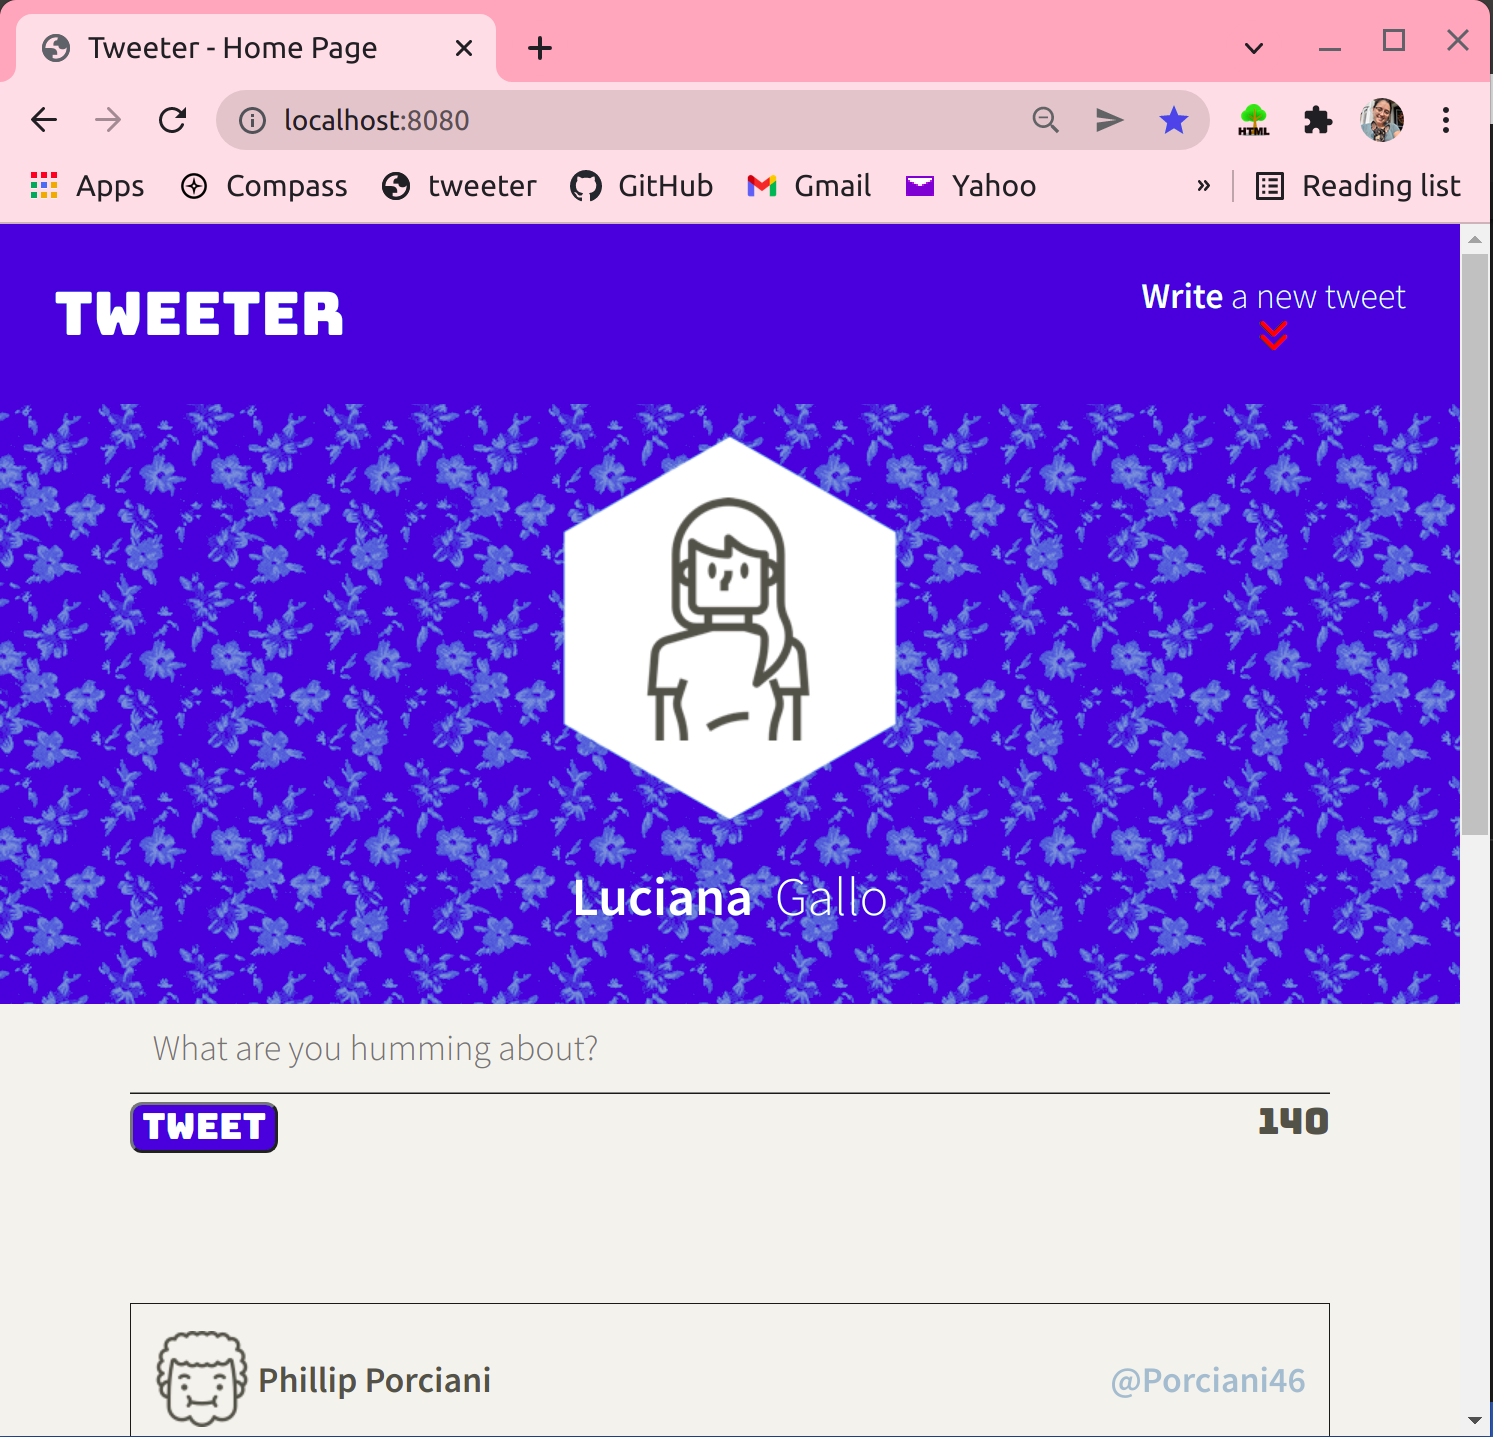 Tweeter - Home Page
localhost:8080
HTML
Apps Compass tweeter GitHub Gmail Yahoo » Reading list
TWEETER
Write a new tweet
Luciana Gallo
What are you humming about?
TWEET 140
Phillip Porciani @Porciani46